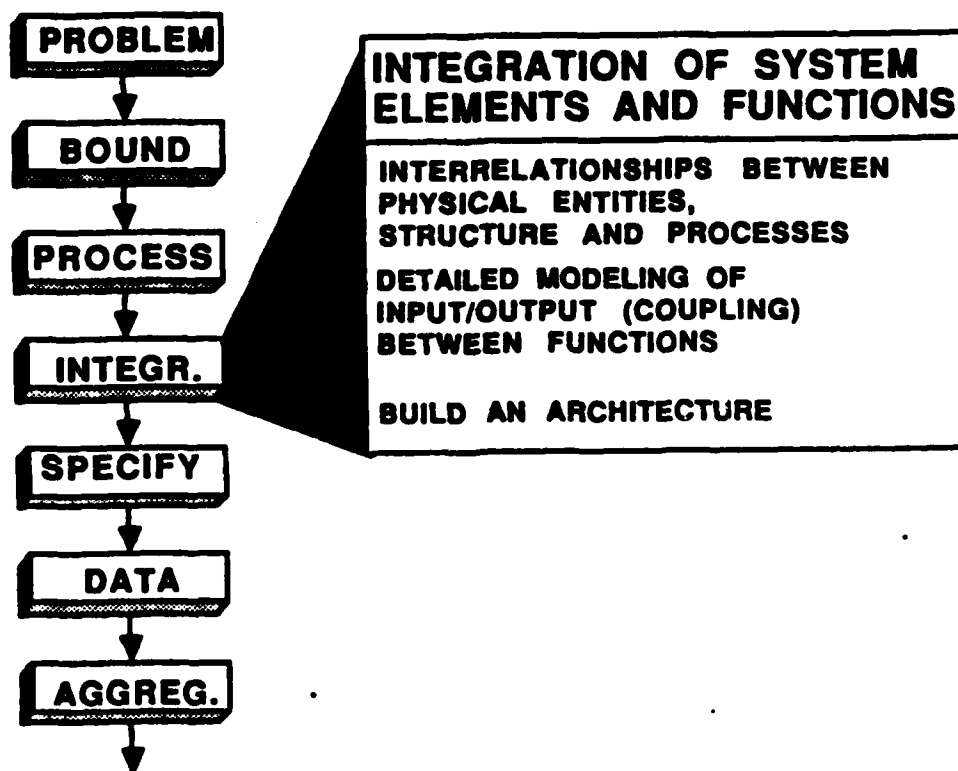 PROBLEM
BOUND
PROCESS
INTEGR.
SPECIFY
DATA
AGGREG.
INTEGRATION OF SYSTEM
ELEMENTS AND FUNCTIONS
INTERRELATIONSHIPS BETWEEN
PHYSICAL ENTITIES,
STRUCTURE AND PROCESSES
DETAILED MODELING OF
INPUT/OUTPUT (COUPLING)
BETWEEN FUNCTIONS
BUILD AN ARCHITECTURE